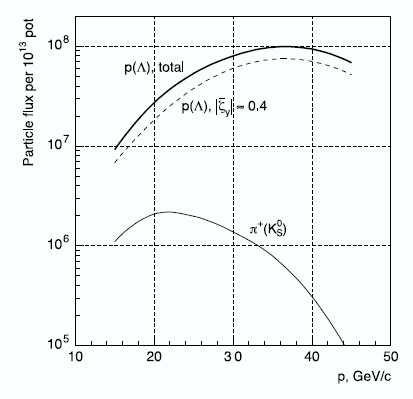 Particle flux per 10¹³ pot
10⁸
p(Λ), total
p(Λ), |ξ̄y| ≈ 0.4
10⁷
10⁶
π⁺(K⁰S)
10⁵
10 20 30 40 50
p, GeV/c